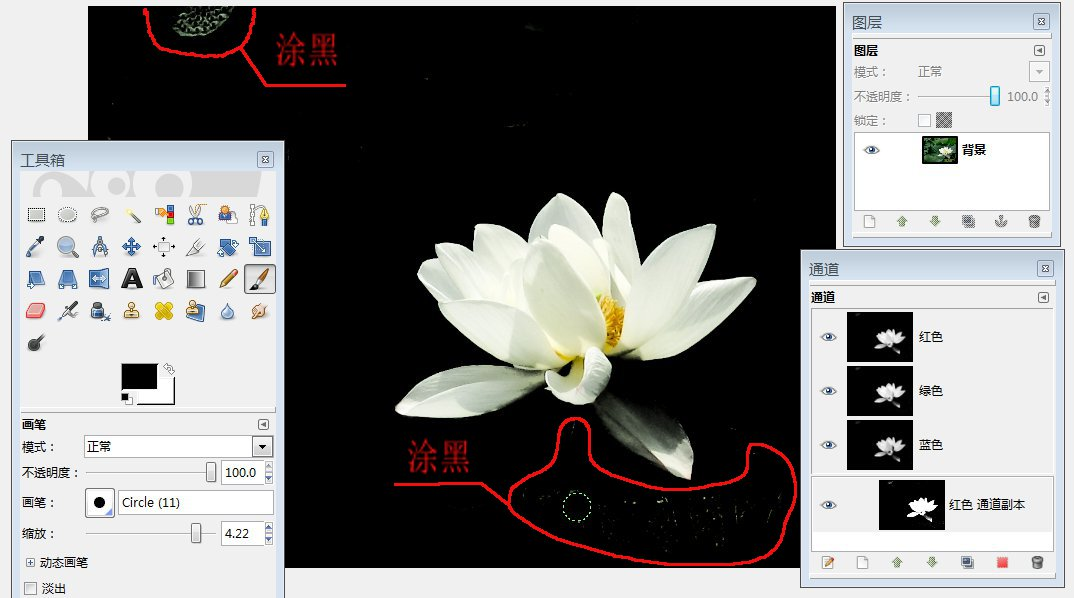 涂黑
图层
图层
模式：
正常
不透明度：
100.0
锁定：
背景
工具箱
画笔
模式：
正常
不透明度：
100.0
画笔：
Circle (11)
缩放：
4.22
动态画笔
淡出
涂黑
通道
通道
红色
绿色
蓝色
红色 通道副本